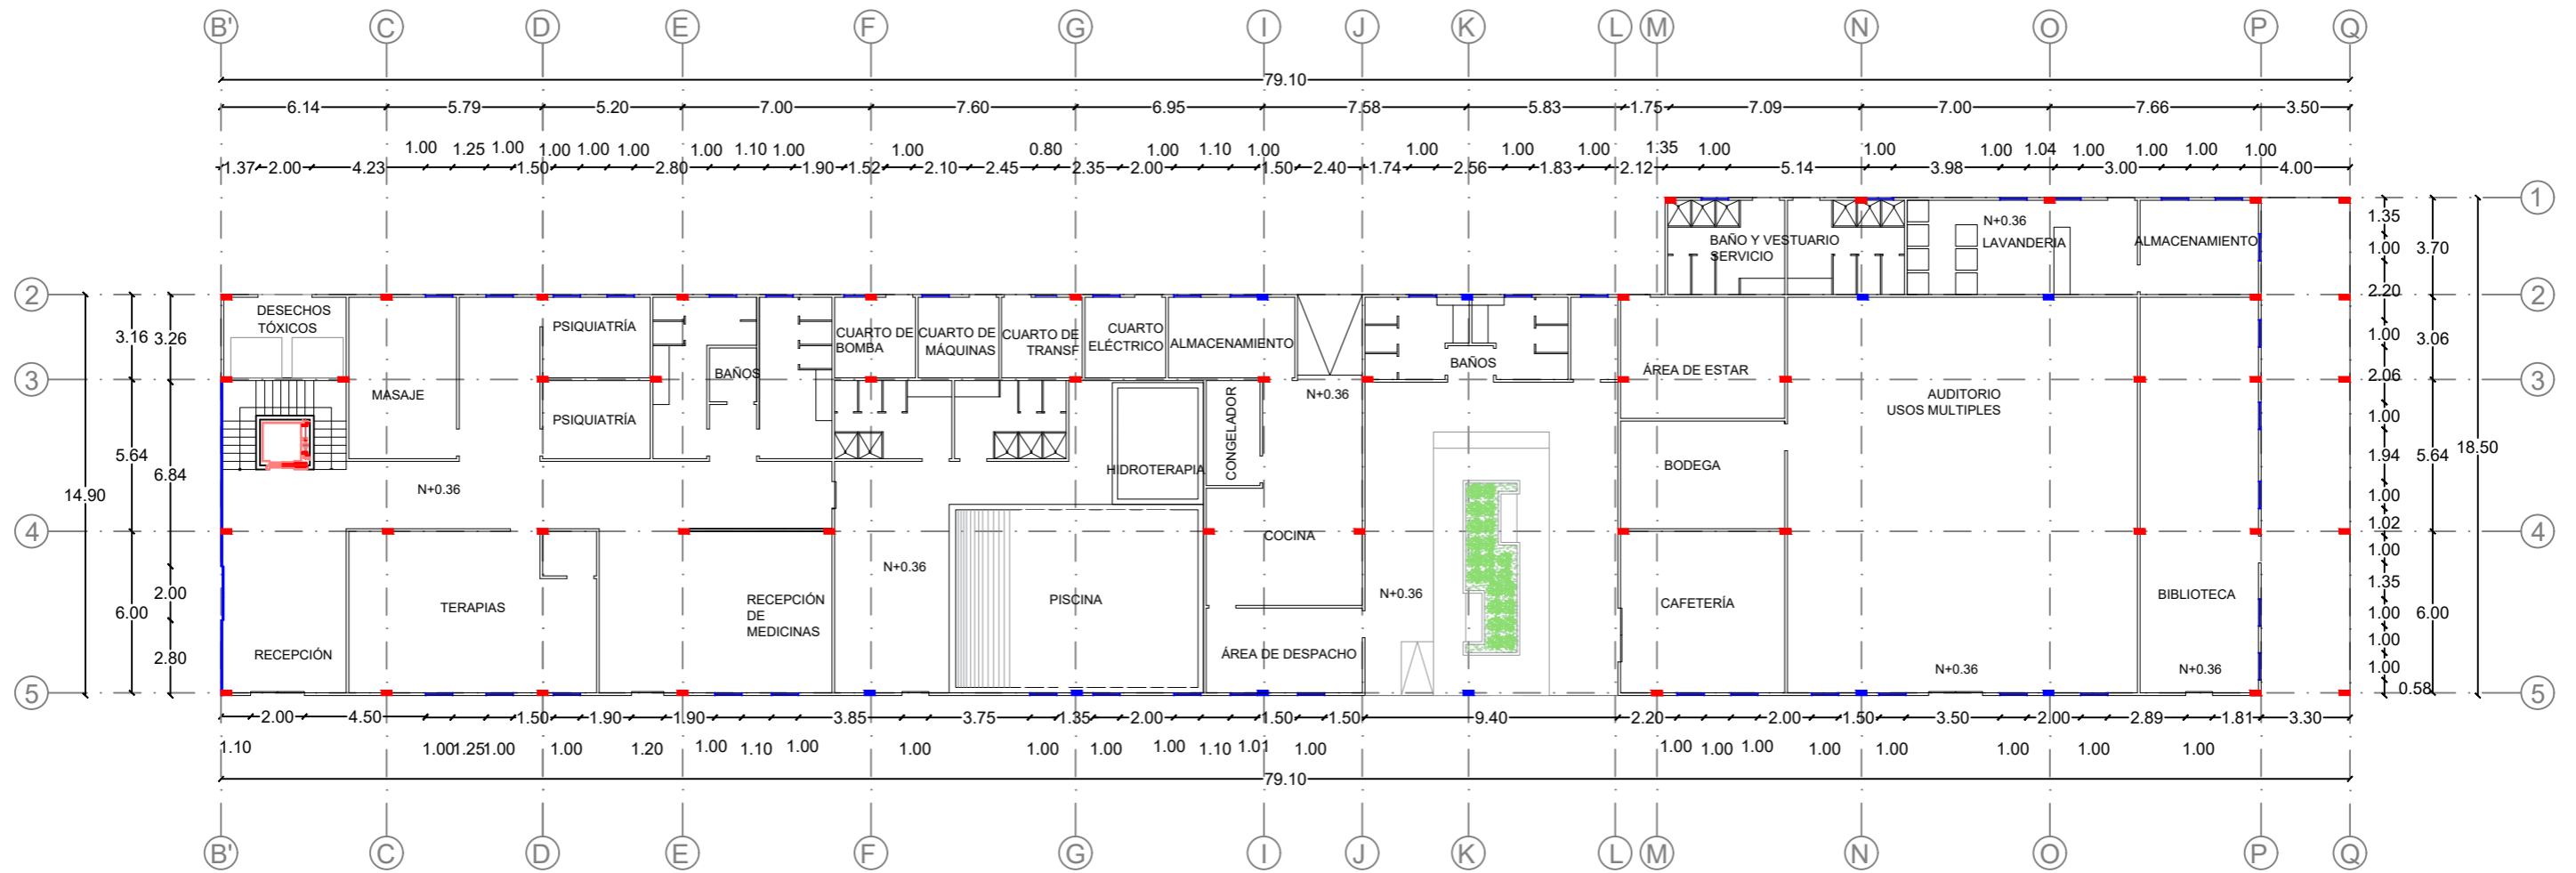 B' C D E F G I J K L M N O P Q
79.10
6.14 5.79 5.20 7.00 7.60 6.95 7.58 5.83 1.75 7.09 7.00 7.66 3.50
1.00 1.25 1.00 1.00 1.00 1.00 1.00 1.10 1.00 1.00 0.80 1.00 1.10 1.00 1.00 1.00 1.00 1.35 1.00 1.00 1.00 1.04 1.00 1.00 1.00 1.00
1.37 2.00 4.23 1.50 2.80 1.90 1.52 2.10 2.45 2.35 2.00 1.50 2.40 1.74 2.56 1.83 2.12 5.14 3.98 3.00 4.00
1
2
3
4
5
1
2
3
4
5
14.90
3.16
5.64
6.00
3.26
6.84
2.00
2.80
1.35
1.00
2.20
1.00
2.06
1.00
1.94
1.00
1.02
1.00
1.35
1.00
1.00
1.00
0.58
3.70
3.06
5.64
6.00
18.50
DESECHOS
TÓXICOS
MASAJE
PSIQUIATRÍA
PSIQUIATRÍA
BAÑOS
CUARTO DE
BOMBA
CUARTO DE
MÁQUINAS
CUARTO DE
TRANSF
CUARTO
ELÉCTRICO
ALMACENAMIENTO
CONGELADOR
N+0.36
BAÑOS
BAÑO Y VESTUARIO
SERVICIO
N+0.36
LAVANDERIA
ALMACENAMIENTO
ÁREA DE ESTAR
AUDITORIO
USOS MULTIPLES
BODEGA
HIDROTERAPIA
N+0.36
COCINA
N+0.36
N+0.36
TERAPIAS
RECEPCIÓN
DE
MEDICINAS
PISCINA
CAFETERÍA
BIBLIOTECA
RECEPCIÓN
ÁREA DE DESPACHO
N+0.36
N+0.36
2.00 4.50 1.50 1.90 1.90 3.85 3.75 1.35 2.00 1.50 1.50 9.40 2.20 2.00 1.50 3.50 2.00 2.89 1.81 3.30
1.10 1.00 1.25 1.00 1.00 1.20 1.00 1.10 1.00 1.00 1.00 1.00 1.00 1.10 1.01 1.00 1.00 1.00 1.00 1.00 1.00 1.00 1.00 1.00
79.10
B' C D E F G I J K L M N O P Q